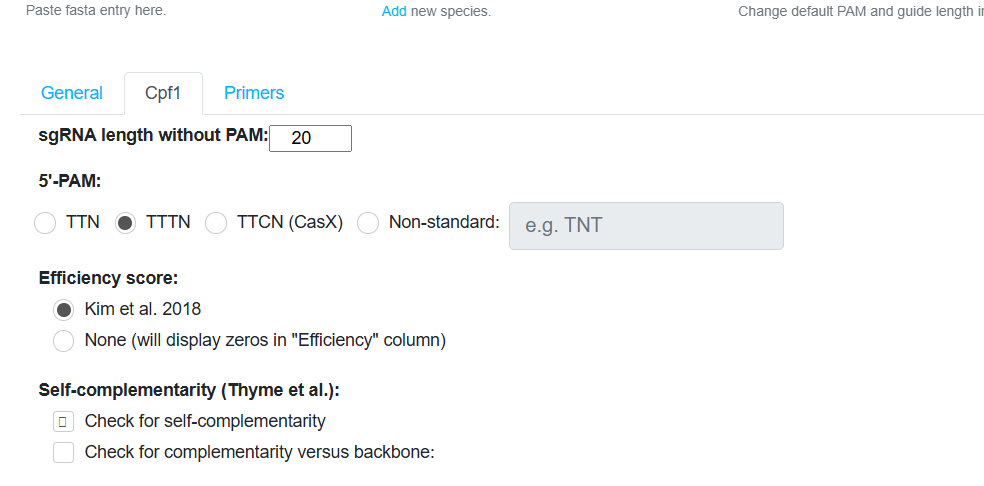 Paste fasta entry here. Add new species. Change default PAM and guide length i
General Cpf1 Primers
sgRNA length without PAM: 20
5'-PAM:
TTN TTTN TTCN (CasX) Non-standard: e.g. TNT
Efficiency score:
Kim et al. 2018
None (will display zeros in "Efficiency" column)
Self-complementarity (Thyme et al.):
Check for self-complementarity
Check for complementarity versus backbone: